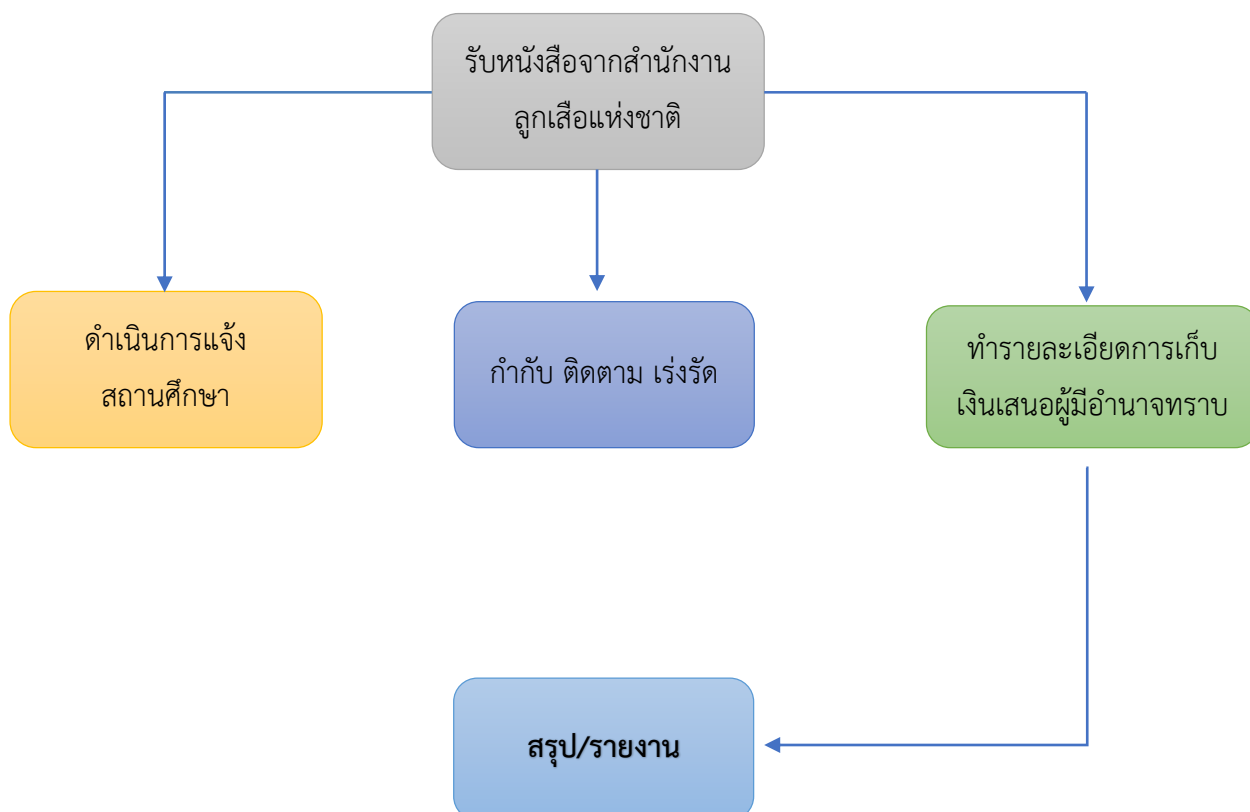 รับหนังสือจากสำนักงาน
ลูกเสือแห่งชาติ
ดำเนินการแจ้ง
สถานศึกษา
กำกับ ติดตาม เร่งรัด
ทำรายละเอียดการเก็บ
เงินเสนอผู้มีอำนาจทราบ
สรุป/รายงาน